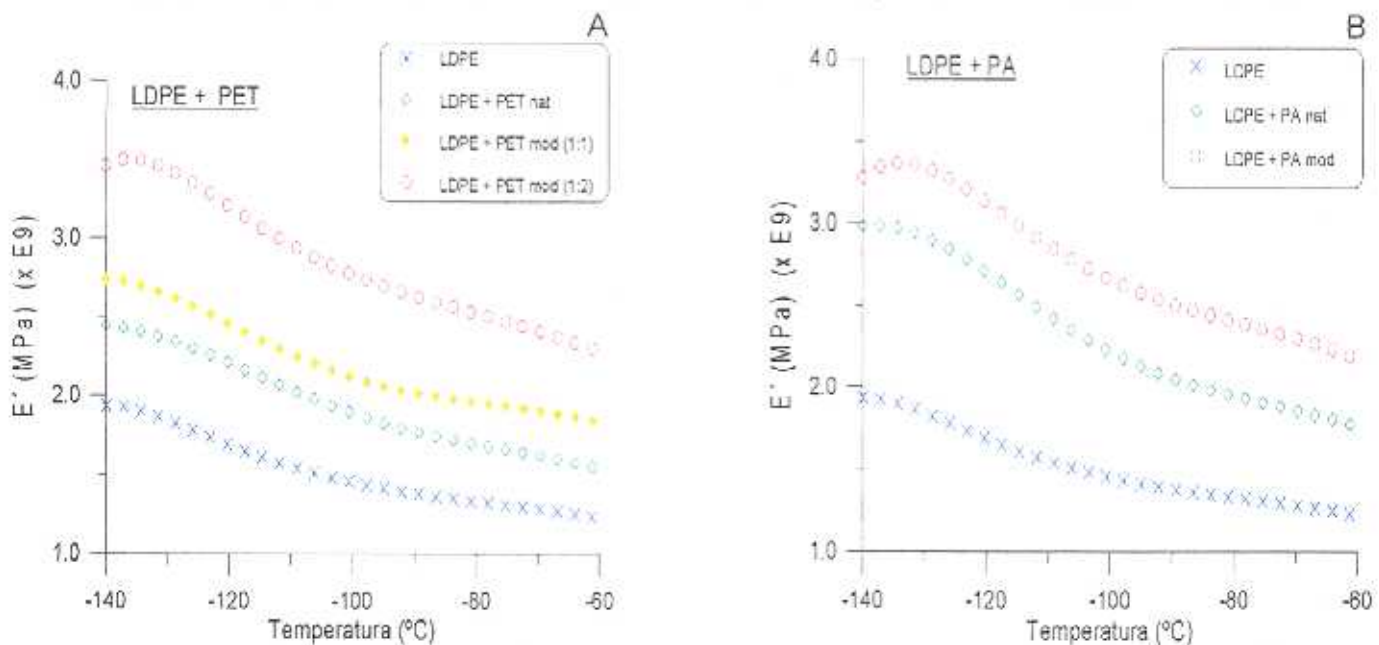 A
LDPE + PET
LDPE
LDPE + PET nat
LDPE + PET mod (1:1)
LDPE + PET mod (1:2)
4.0
3.0
2.0
1.0
E´ (MPa) (x E9)
-140
-120
-100
-80
-60
Temperatura (ºC)
B
LDPE + PA
LDPE
LDPE + PA nat
LDPE + PA mod
4.0
3.0
2.0
1.0
E´ (MPa) (x E9)
-140
-120
-100
-80
-60
Temperatura (ºC)